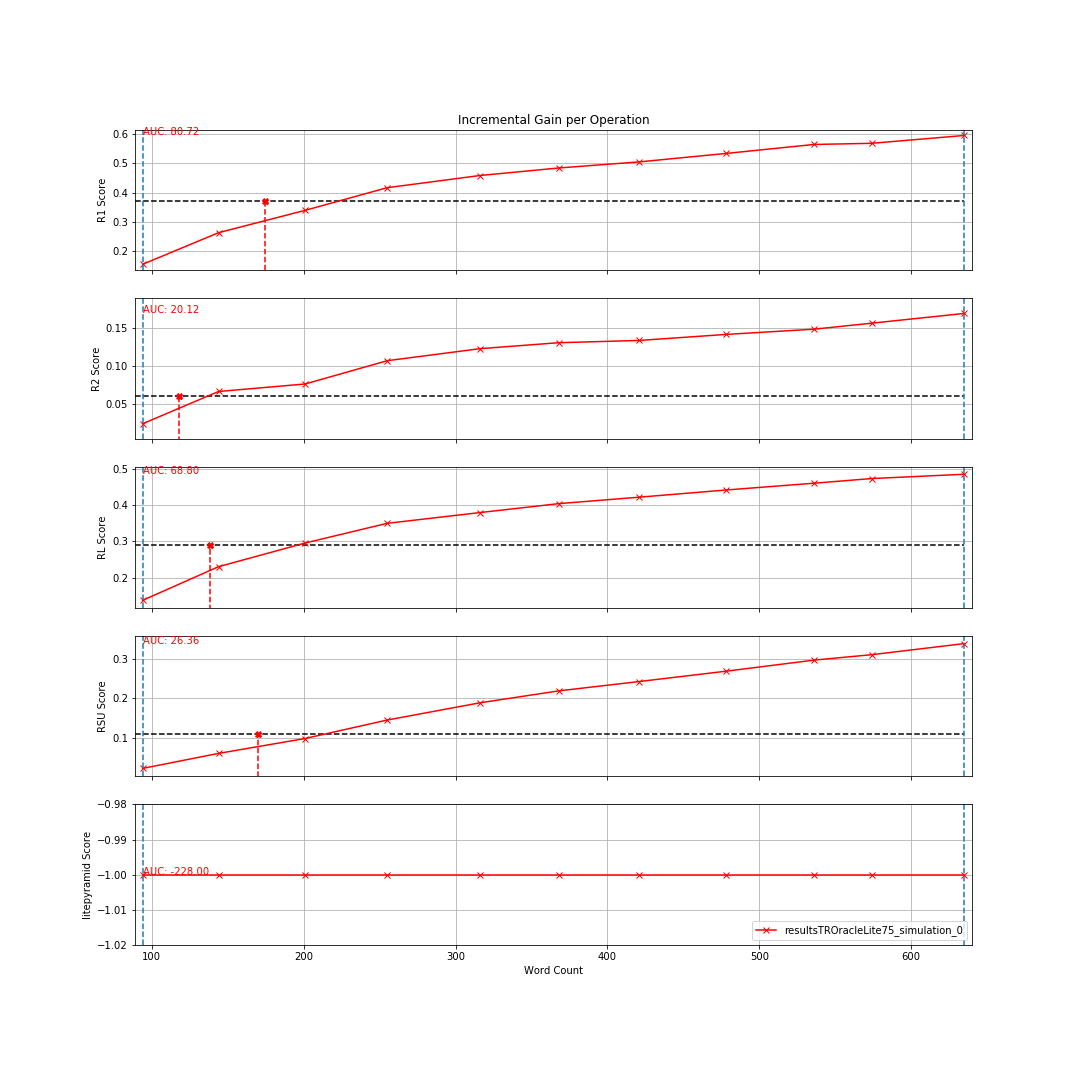 Incremental Gain per Operation
AUC: 80.72
0.6
0.5
0.4
0.3
0.2
R1 Score
AUC: 20.12
0.15
0.10
0.05
R2 Score
AUC: 68.80
0.5
0.4
0.3
0.2
RL Score
AUC: 26.36
0.3
0.2
0.1
RSU Score
−0.98
−0.99
−1.00
−1.01
−1.02
litepyramid Score
AUC: -228.00
resultsTROracleLite75_simulation_0
100 200 300 400 500 600
Word Count